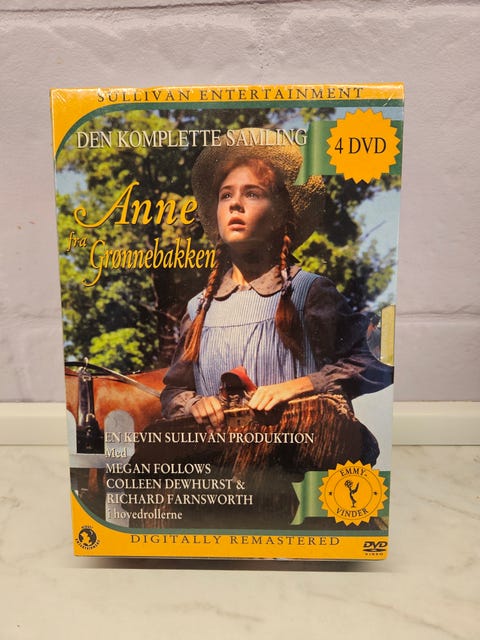 SULLIVAN ENTERTAINMENT
DEN KOMPLETTE SAMLING
4 DVD
Anne
fra
Grønnebakken
EN KEVIN SULLIVAN PRODUKTION
Med
MEGAN FOLLOWS
COLLEEN DEWHURST &
RICHARD FARNSWORTH
i hovedrollerne
EMMY-
VINDER
DIGITALLY REMASTERED
DVD
VIDEO